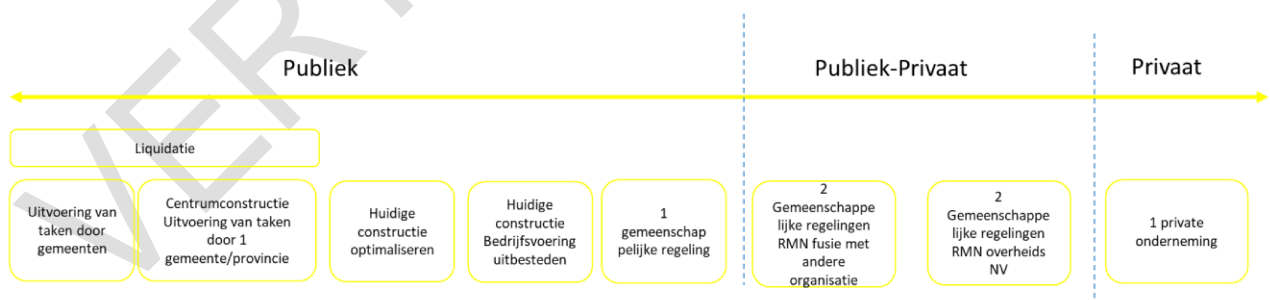 Publiek
Publiek-Privaat
Privaat
Liquidatie
Uitvoering van
taken door
gemeenten
Centrumconstructie
Uitvoering van taken
door 1
gemeente/provincie
Huidige
constructie
optimaliseren
Huidige
constructie
Bedrijfsvoering
uitbesteden
1
gemeenschap
pelijke regeling
2
Gemeenschappe
lijke regelingen
RMN fusie met
andere
organisatie
2
Gemeenschappe
lijke regelingen
RMN overheids
NV
1 private
onderneming
VER